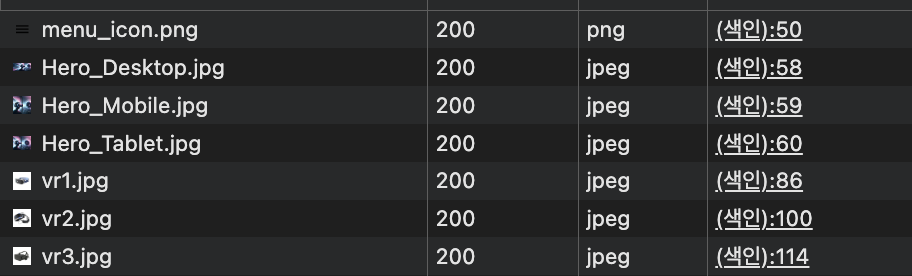 menu_icon.png 200 png (색인):50
Hero_Desktop.jpg 200 jpeg (색인):58
Hero_Mobile.jpg 200 jpeg (색인):59
Hero_Tablet.jpg 200 jpeg (색인):60
vr1.jpg 200 jpeg (색인):86
vr2.jpg 200 jpeg (색인):100
vr3.jpg 200 jpeg (색인):114